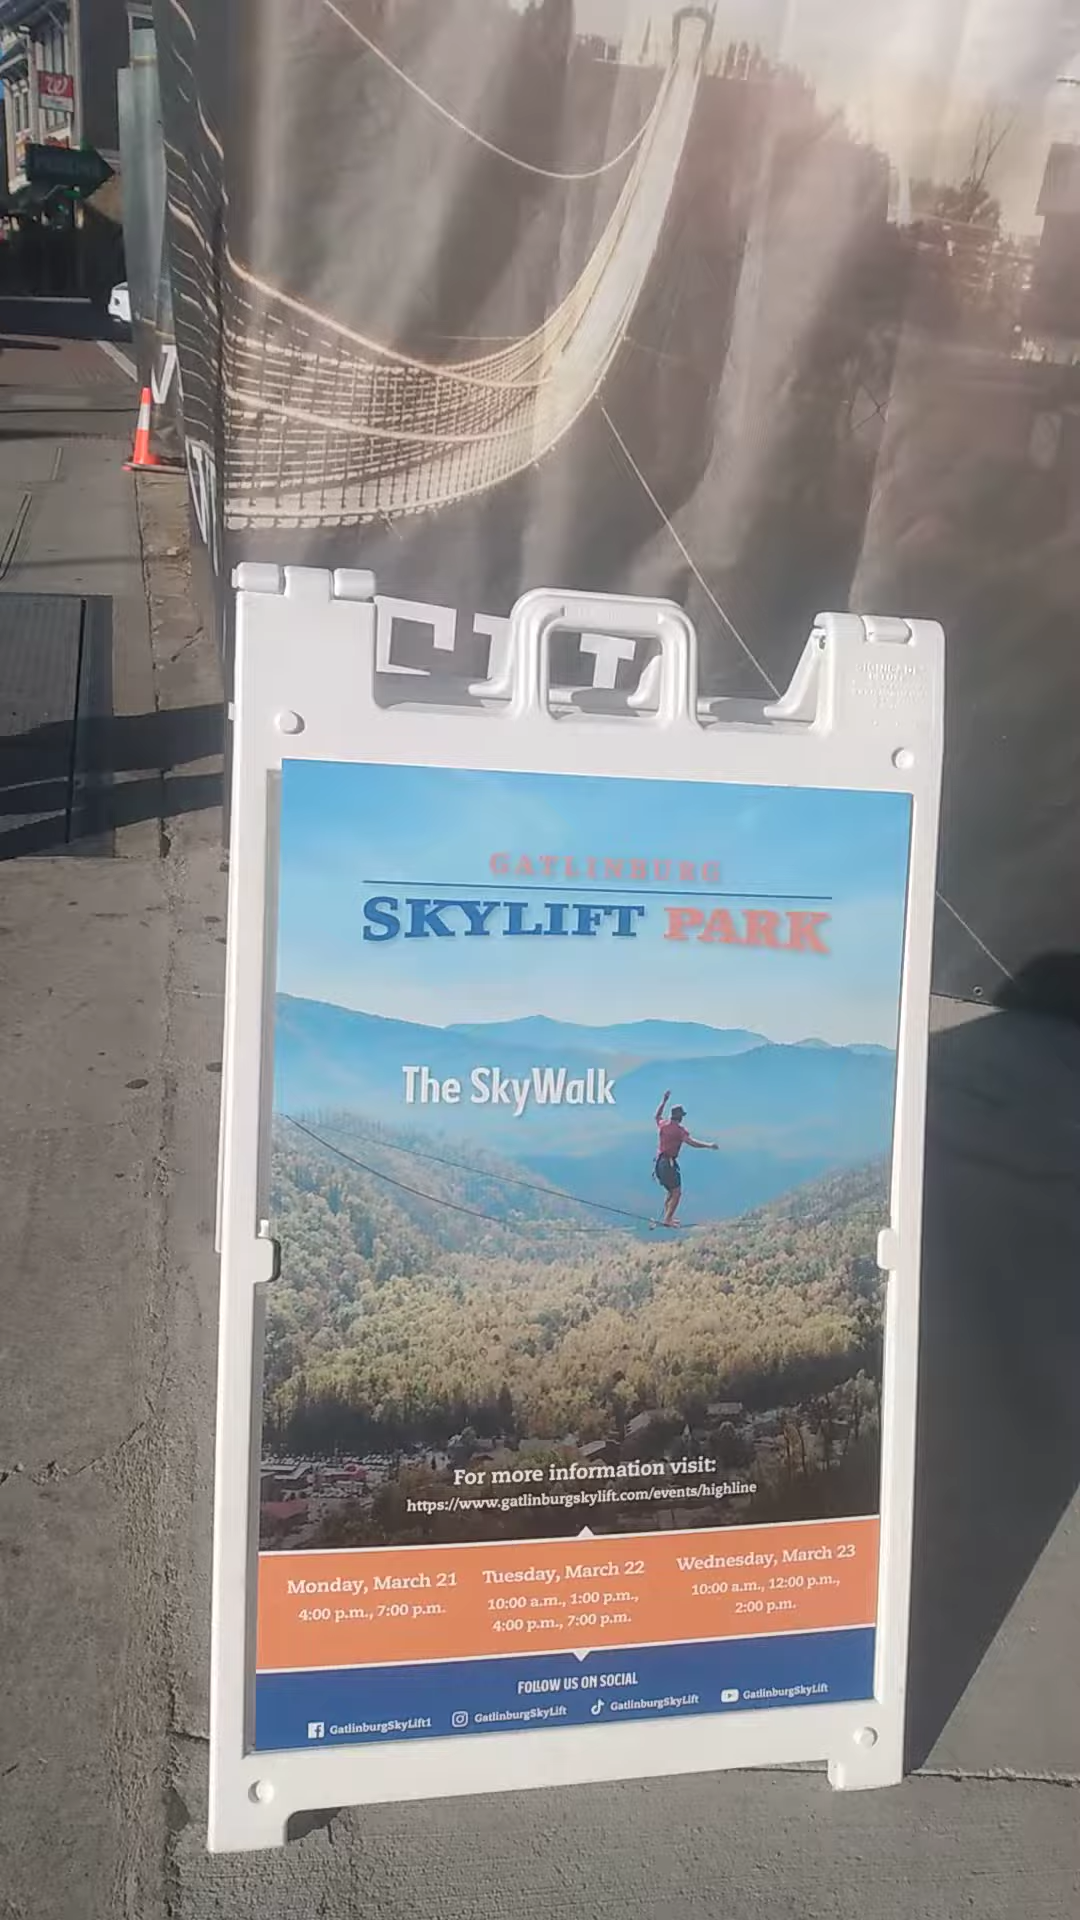 GATLINBURG
SKYLIFT PARK
The SkyWalk
For more information visit:
https://www.gatlinburgskylift.com/events/highline
Monday, March 21
4:00 p.m., 7:00 p.m.
Tuesday, March 22
10:00 a.m., 1:00 p.m.,
4:00 p.m., 7:00 p.m.
Wednesday, March 23
10:00 a.m., 12:00 p.m.,
2:00 p.m.
FOLLOW US ON SOCIAL
GatlinburgSkyLift1
GatlinburgSkyLift
GatlinburgSkyLift
GatlinburgSkyLift